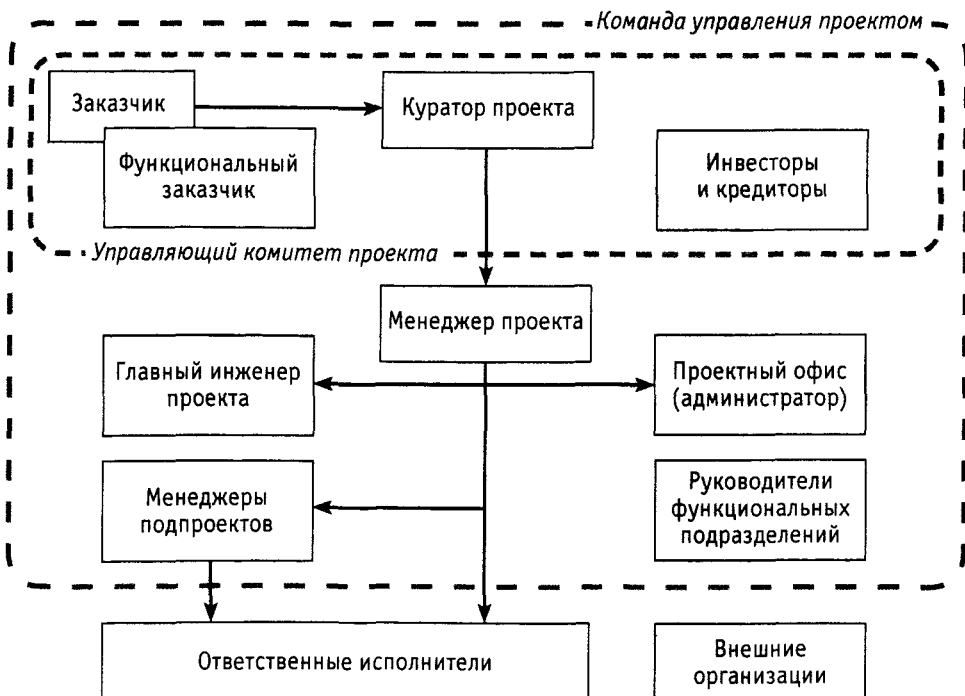 Команда управления проектом
Заказчик
Куратор проекта
Функциональный
заказчик
Инвесторы
и кредиторы
Управляющий комитет проекта
Менеджер проекта
Главный инженер
проекта
Проектный офис
(администратор)
Менеджеры
подпроектов
Руководители
функциональных
подразделений
Ответственные исполнители
Внешние
организации